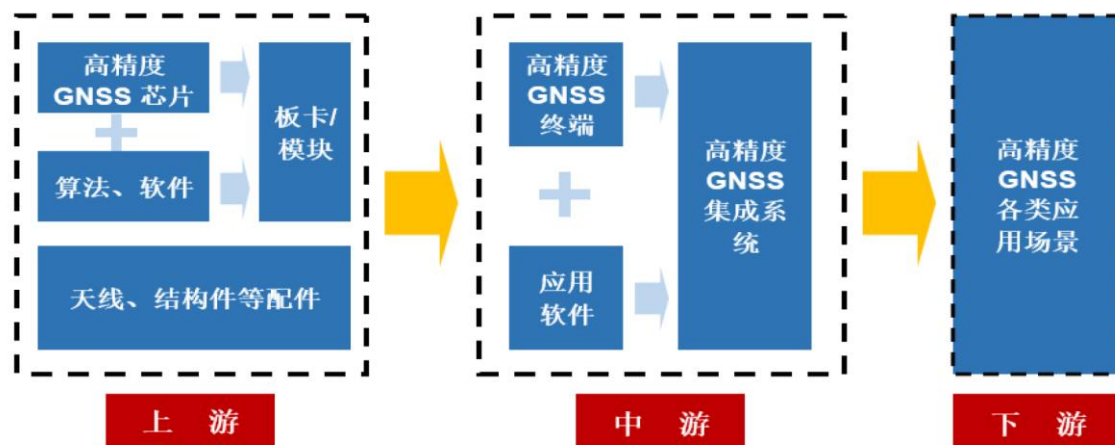 高精度
GNSS 芯片
算法、软件
板卡/
模块
天线、结构件等配件
上 游
高精度
GNSS
终端
应用
软件
高精度
GNSS
集成系
统
中 游
高精度
GNSS
各类应
用场景
下 游